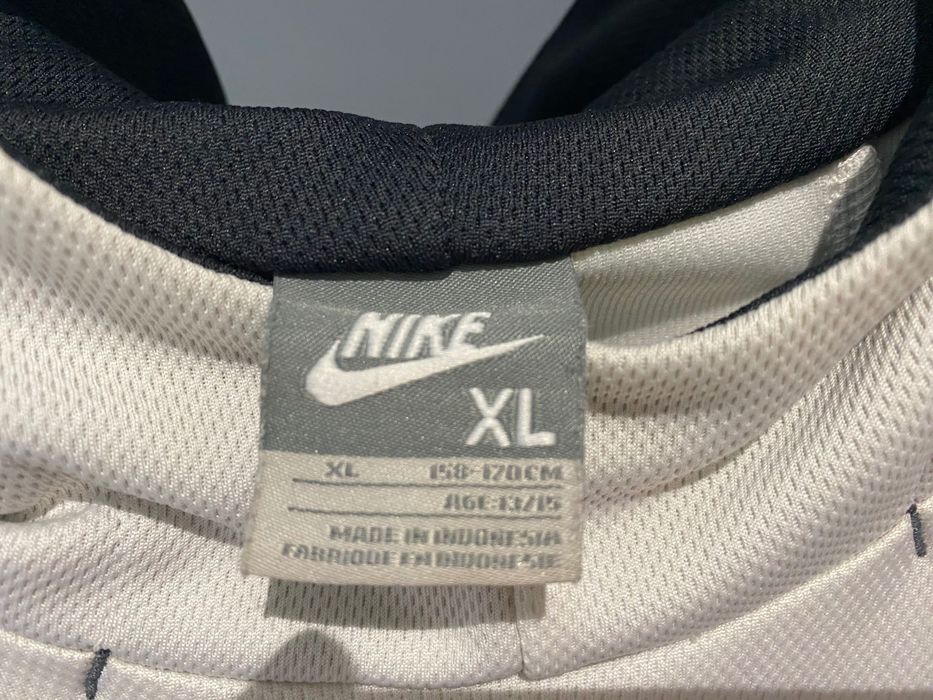 NIKE
XL
XL 158-170CM
AGE:13/15
MADE IN INDONESIA
FABRIQUE EN INDONESIE